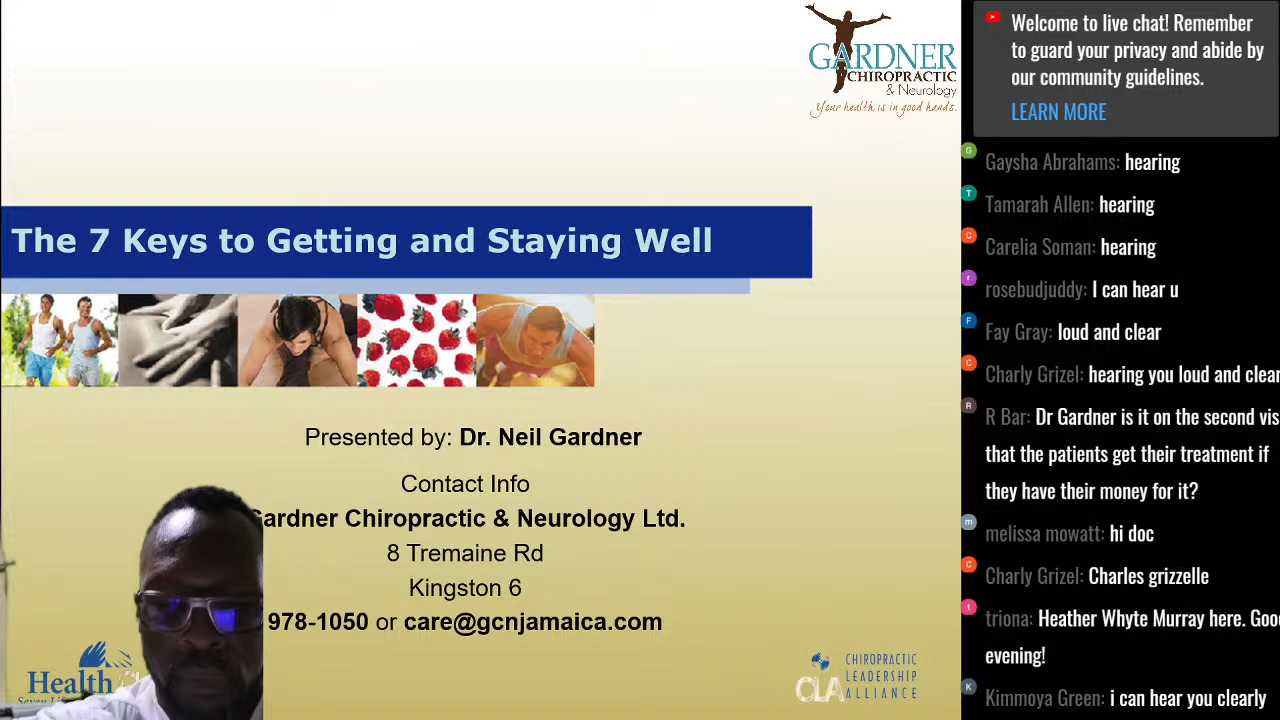 GARDNER
CHIROPRACTIC
& Neurology
Your health is in good hands.
The 7 Keys to Getting and Staying Well
Presented by: Dr. Neil Gardner
Contact Info
Gardner Chiropractic & Neurology Ltd.
8 Tremaine Rd
Kingston 6
978-1050 or care@gcnjamaica.com
Health
CLA
CHIROPRACTIC
LEADERSHIP
ALLIANCE
Welcome to live chat! Remember
to guard your privacy and abide by
our community guidelines.
LEARN MORE
G
Gaysha Abrahams: hearing
T
Tamarah Allen: hearing
C
Carelia Soman: hearing
r
rosebudjuddy: I can hear u
F
Fay Gray: loud and clear
C
Charly Grizel: hearing you loud and clear
R
R Bar: Dr Gardner is it on the second vis
that the patients get their treatment if
they have their money for it?
m
melissa mowatt: hi doc
C
Charly Grizel: Charles grizzelle
t
triona: Heather Whyte Murray here. Goo
evening!
K
Kimmoya Green: i can hear you clearly